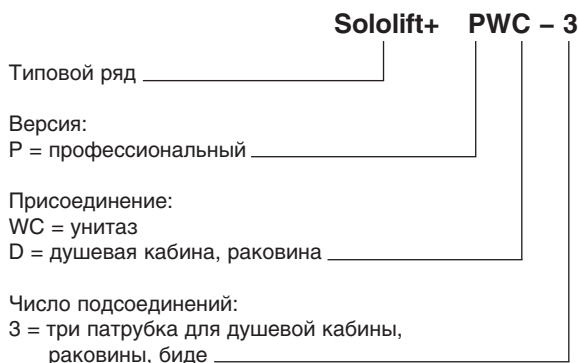 Sololift+ PWC – 3
Типовой ряд
Версия:
P = профессиональный
Присоединение:
WC = унитаз
D = душевая кабина, раковина
Число подсоединений:
3 = три патрубка для душевой кабины,
раковины, биде